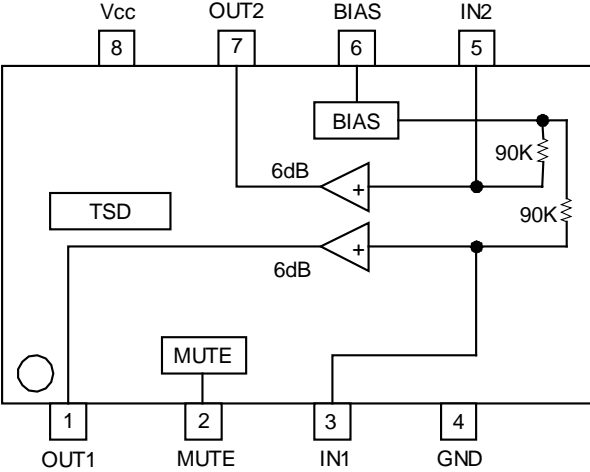 Vcc OUT2 BIAS IN2
8 7 6 5
BIAS
90K
6dB
+
TSD
90K
+
6dB
MUTE
1 2 3 4
OUT1 MUTE IN1 GND